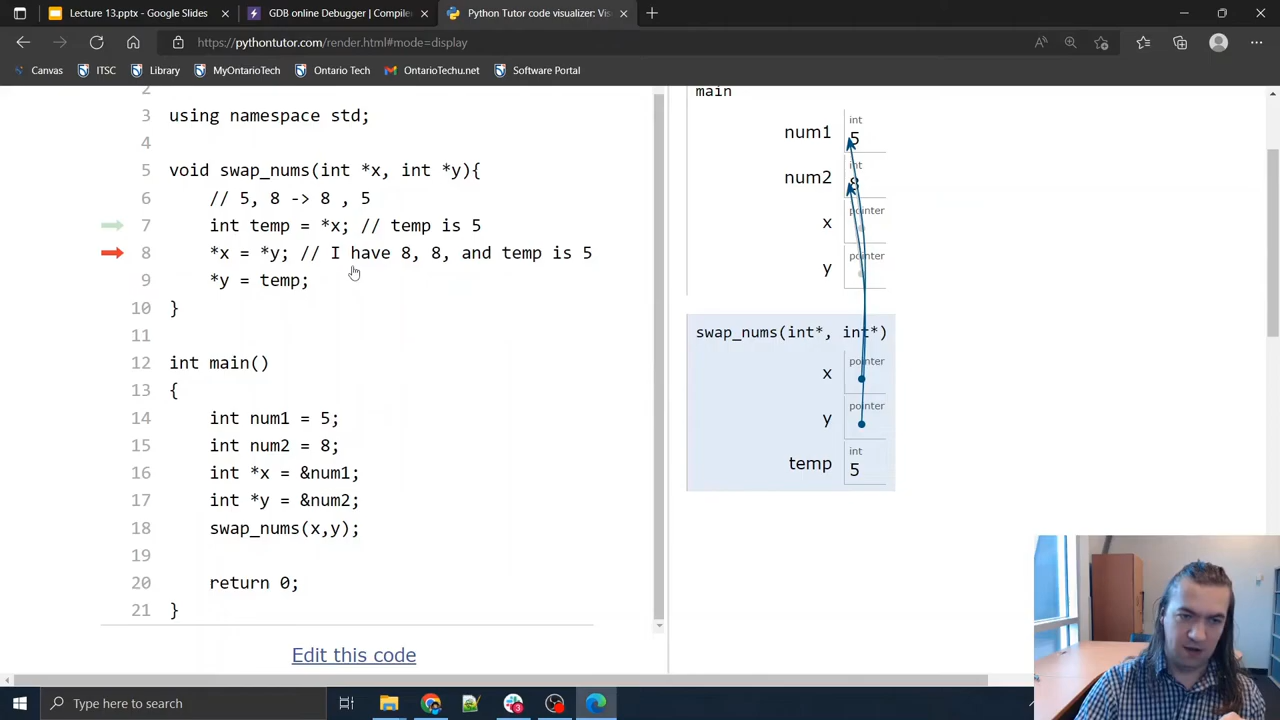 Lecture 13.pptx - Google Slides
GDB online Debugger | Compiler
Python Tutor code visualizer: Vis
https://pythontutor.com/render.html#mode=display
Canvas ITSC Library MyOntarioTech Ontario Tech OntarioTechu.net Software Portal
2
3 using namespace std;
4
5 void swap_nums(int *x, int *y){
6 // 5, 8 -> 8 , 5
7 int temp = *x; // temp is 5
8 *x = *y; // I have 8, 8, and temp is 5
9 *y = temp;
10 }
11
12 int main()
13 {
14 int num1 = 5;
15 int num2 = 8;
16 int *x = &num1;
17 int *y = &num2;
18 swap_nums(x,y);
19
20 return 0;
21 }
Edit this code
main
int
num1 5
int
num2 8
pointer
x
pointer
y
swap_nums(int*, int*)
pointer
x
pointer
y
int
temp 5
Type here to search